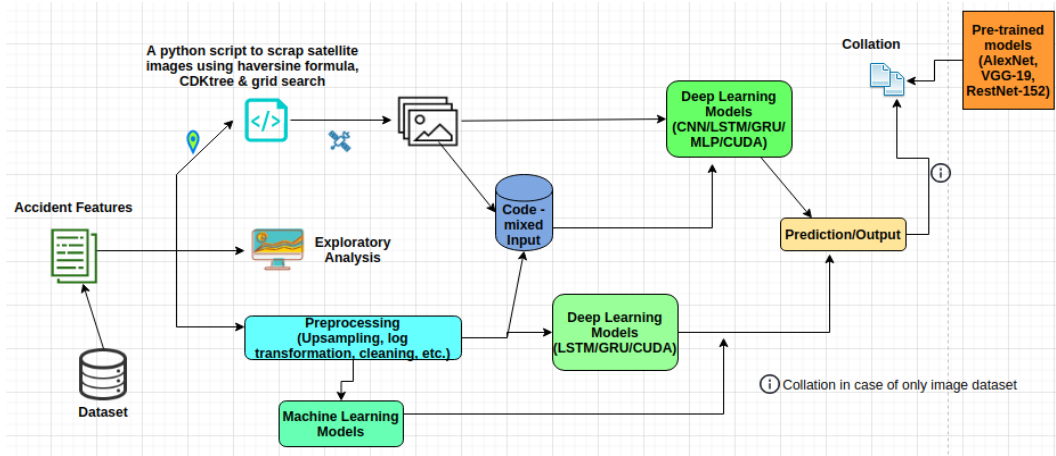 A python script to scrap satellite
images using haversine formula,
CDKtree & grid search
</>
Collation
Pre-trained
models
(AlexNet,
VGG-19,
RestNet-152)
Deep Learning
Models
(CNN/LSTM/GRU/
MLP/CUDA)
Accident Features
Exploratory
Analysis
Code -
mixed
Input
Prediction/Output
Preprocessing
(Upsampling, log
transformation, cleaning, etc.)
Deep Learning
Models
(LSTM/GRU/CUDA)
Dataset
Machine Learning
Models
Collation in case of only image dataset